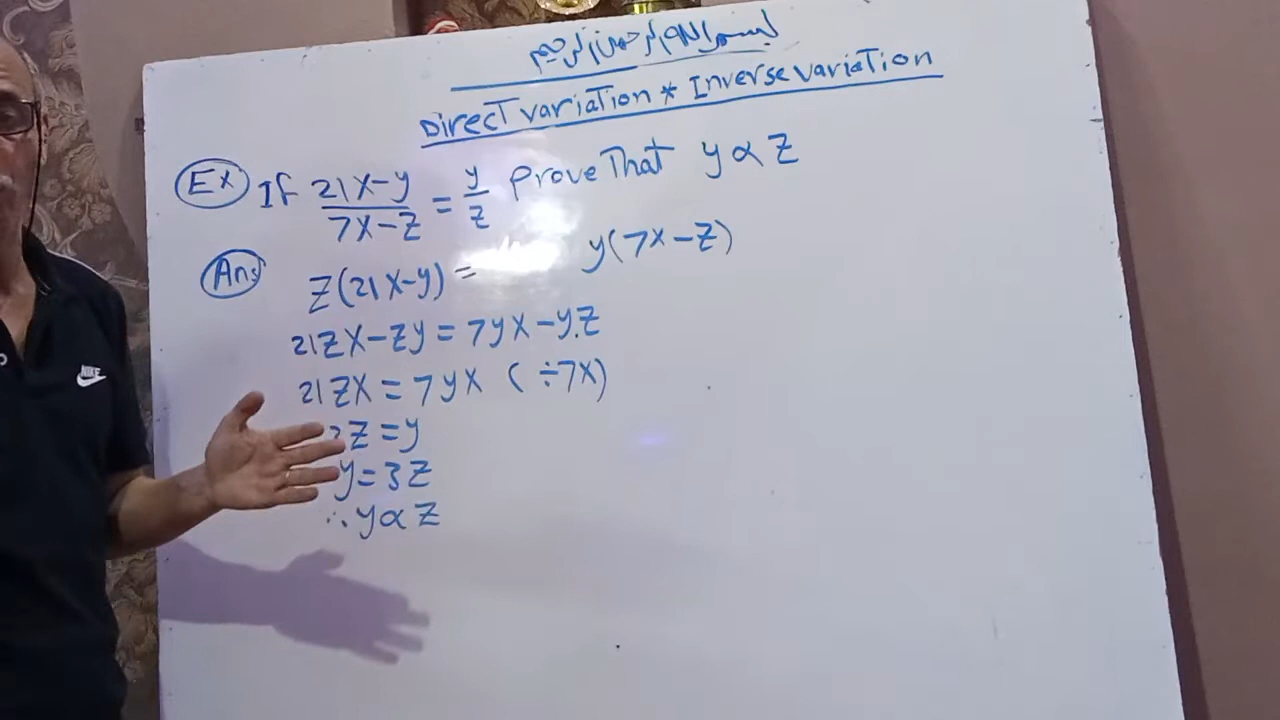 بسم الله الرحمن الرحيم
Direct variation * Inverse variation
Ex If 21x-y / 7x-z = y/z prove That y ∝ z
Ans z(21x-y) = y(7x-z)
21zx-zy = 7yx-y.z
21zx = 7yx (÷7x)
z = y
y = 3z
∴ y ∝ z
NIKE